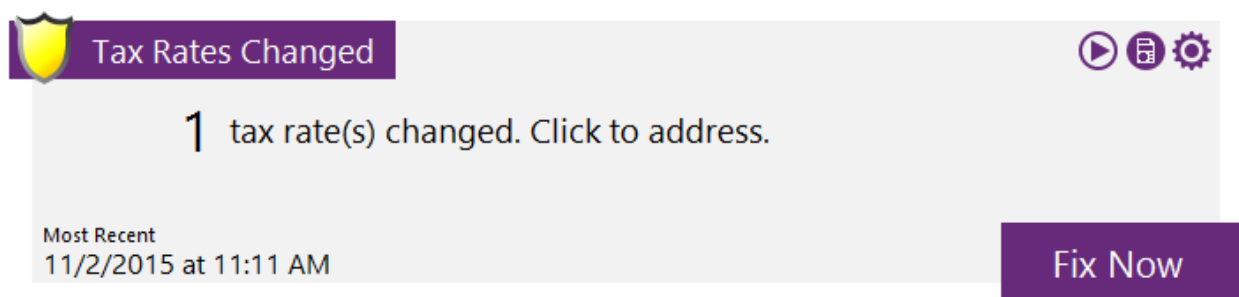 Tax Rates Changed
1 tax rate(s) changed. Click to address.
Most Recent
11/2/2015 at 11:11 AM
Fix Now